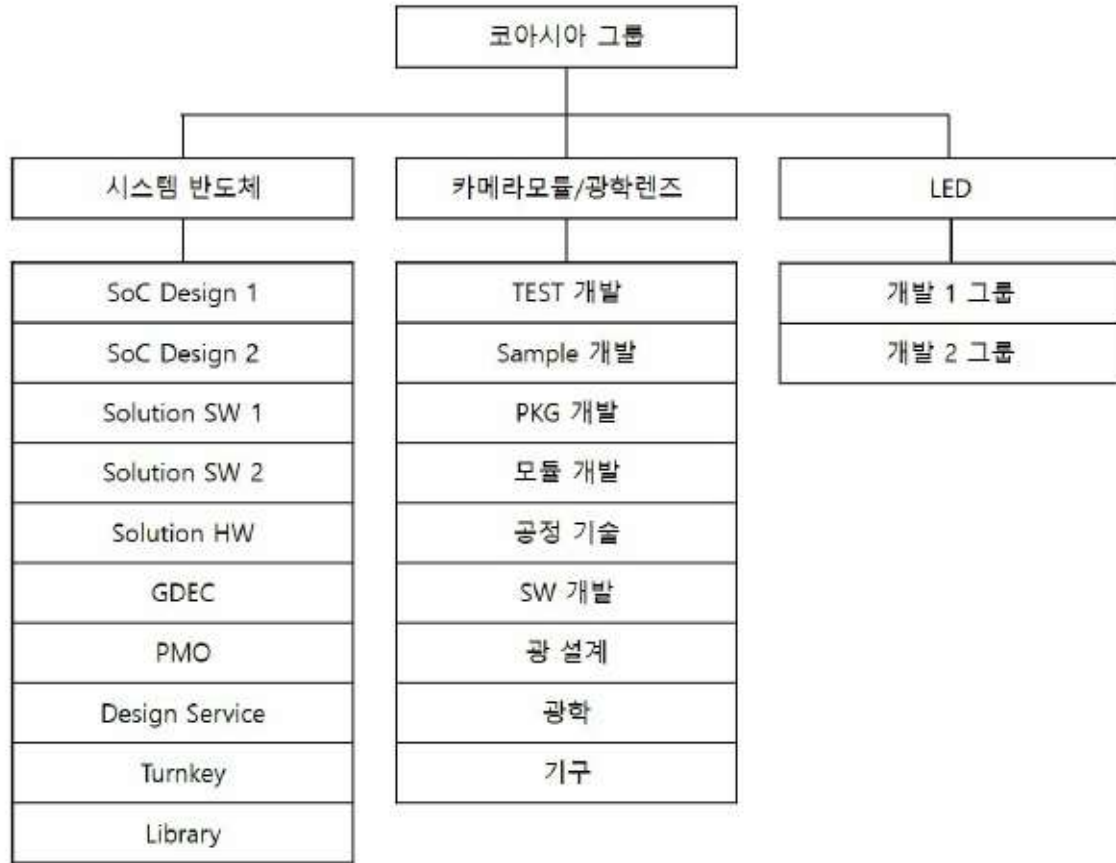 코아시아 그룹
시스템 반도체
카메라모듈/광학렌즈
LED
SoC Design 1
SoC Design 2
Solution SW 1
Solution SW 2
Solution HW
GDEC
PMO
Design Service
Turnkey
Library
TEST 개발
Sample 개발
PKG 개발
모듈 개발
공정 기술
SW 개발
광 설계
광학
기구
개발 1 그룹
개발 2 그룹